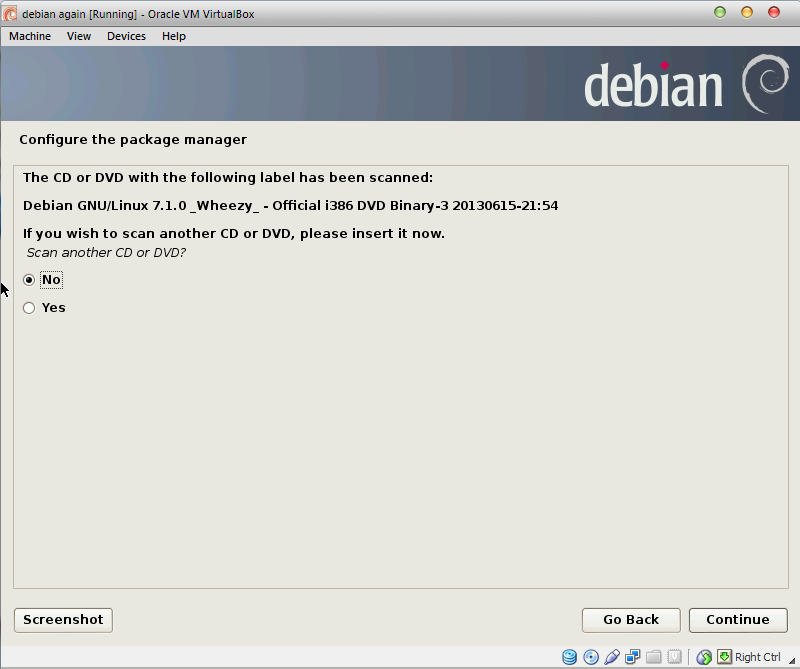 debian again [Running] - Oracle VM VirtualBox
Machine View Devices Help
debian
Configure the package manager
The CD or DVD with the following label has been scanned:
Debian GNU/Linux 7.1.0 _Wheezy_ - Official i386 DVD Binary-3 20130615-21:54
If you wish to scan another CD or DVD, please insert it now.
Scan another CD or DVD?
No
Yes
Screenshot Go Back Continue
Right Ctrl